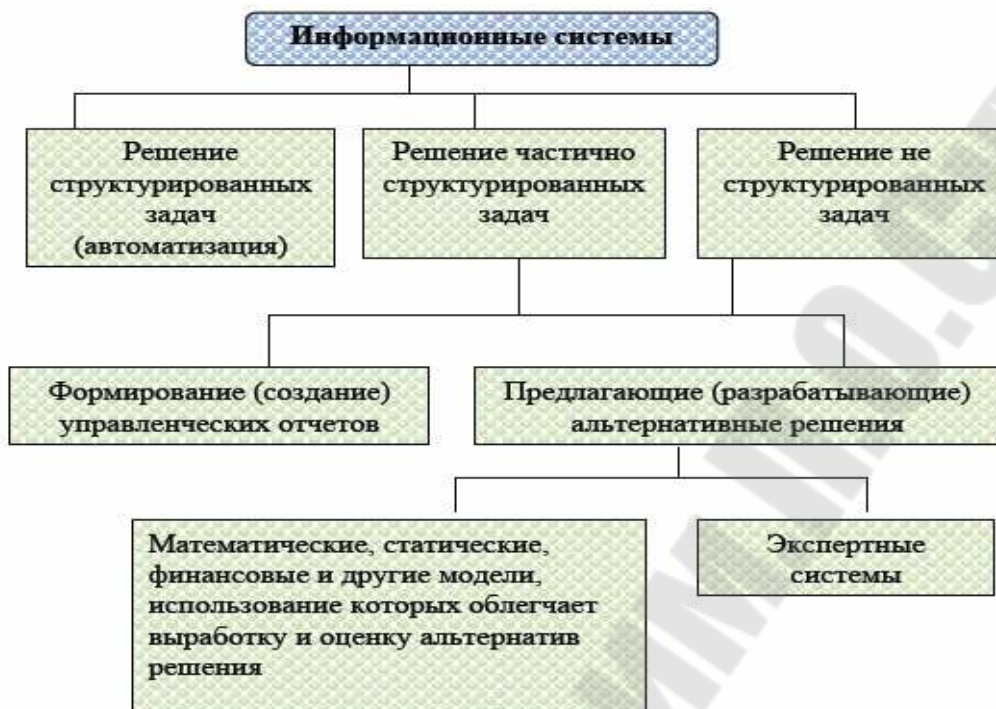 Информационные системы
Решение
структурированных
задач
(автоматизация)
Решение частично
структурированных
задач
Решение не
структурированных
задач
Формирование (создание)
управленческих отчетов
Предлагающие (разрабатывающие)
альтернативные решения
Математические, статические,
финансовые и другие модели,
использование которых облегчает
выработку и оценку альтернатив
решения
Экспертные
системы